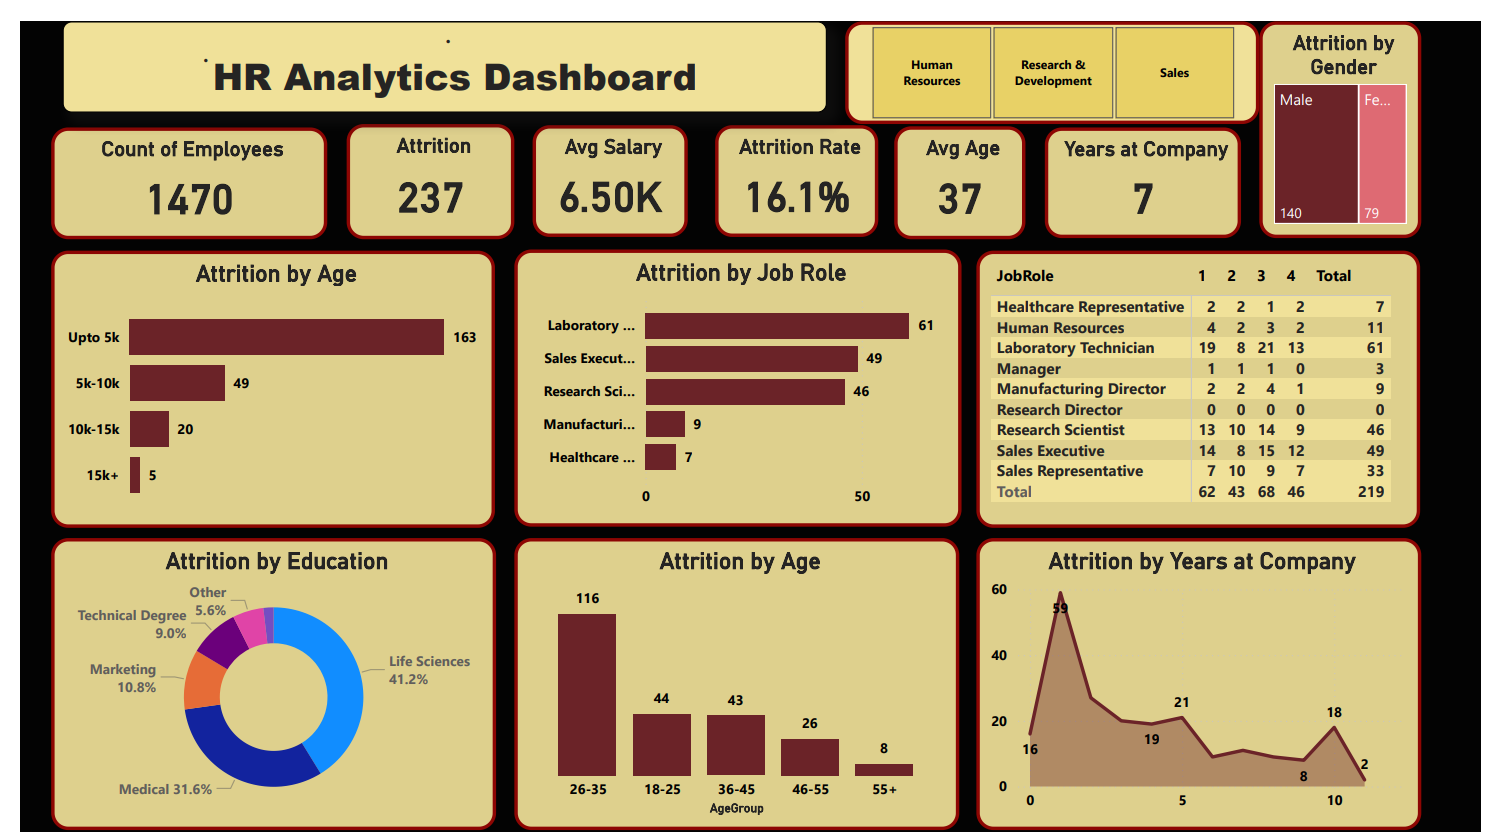 HR Analytics Dashboard
Human
Resources
Research &
Development
Sales
Attrition by
Gender
Male
Fe...
140
79
Count of Employees
1470
Attrition
237
Avg Salary
6.50K
Attrition Rate
16.1%
Avg Age
37
Years at Company
7
Attrition by Age
Upto 5k 163
5k-10k 49
10k-15k 20
15k+ 5
Attrition by Job Role
Laboratory ... 61
Sales Execut... 49
Research Sci... 46
Manufacturi... 9
Healthcare ... 7
0 50
JobRole 1 2 3 4 Total
Healthcare Representative 2 2 1 2 7
Human Resources 4 2 3 2 11
Laboratory Technician 19 8 21 13 61
Manager 1 1 1 0 3
Manufacturing Director 2 2 4 1 9
Research Director 0 0 0 0 0
Research Scientist 13 10 14 9 46
Sales Executive 14 8 15 12 49
Sales Representative 7 10 9 7 33
Total 62 43 68 46 219
Attrition by Education
Other
5.6%
Technical Degree
9.0%
Marketing
10.8%
Life Sciences
41.2%
Medical 31.6%
Attrition by Age
116
44
43
26
8
26-35 18-25 36-45 46-55 55+
AgeGroup
Attrition by Years at Company
60
59
40
21
20
18
19
16
8
2
0
0 5 10